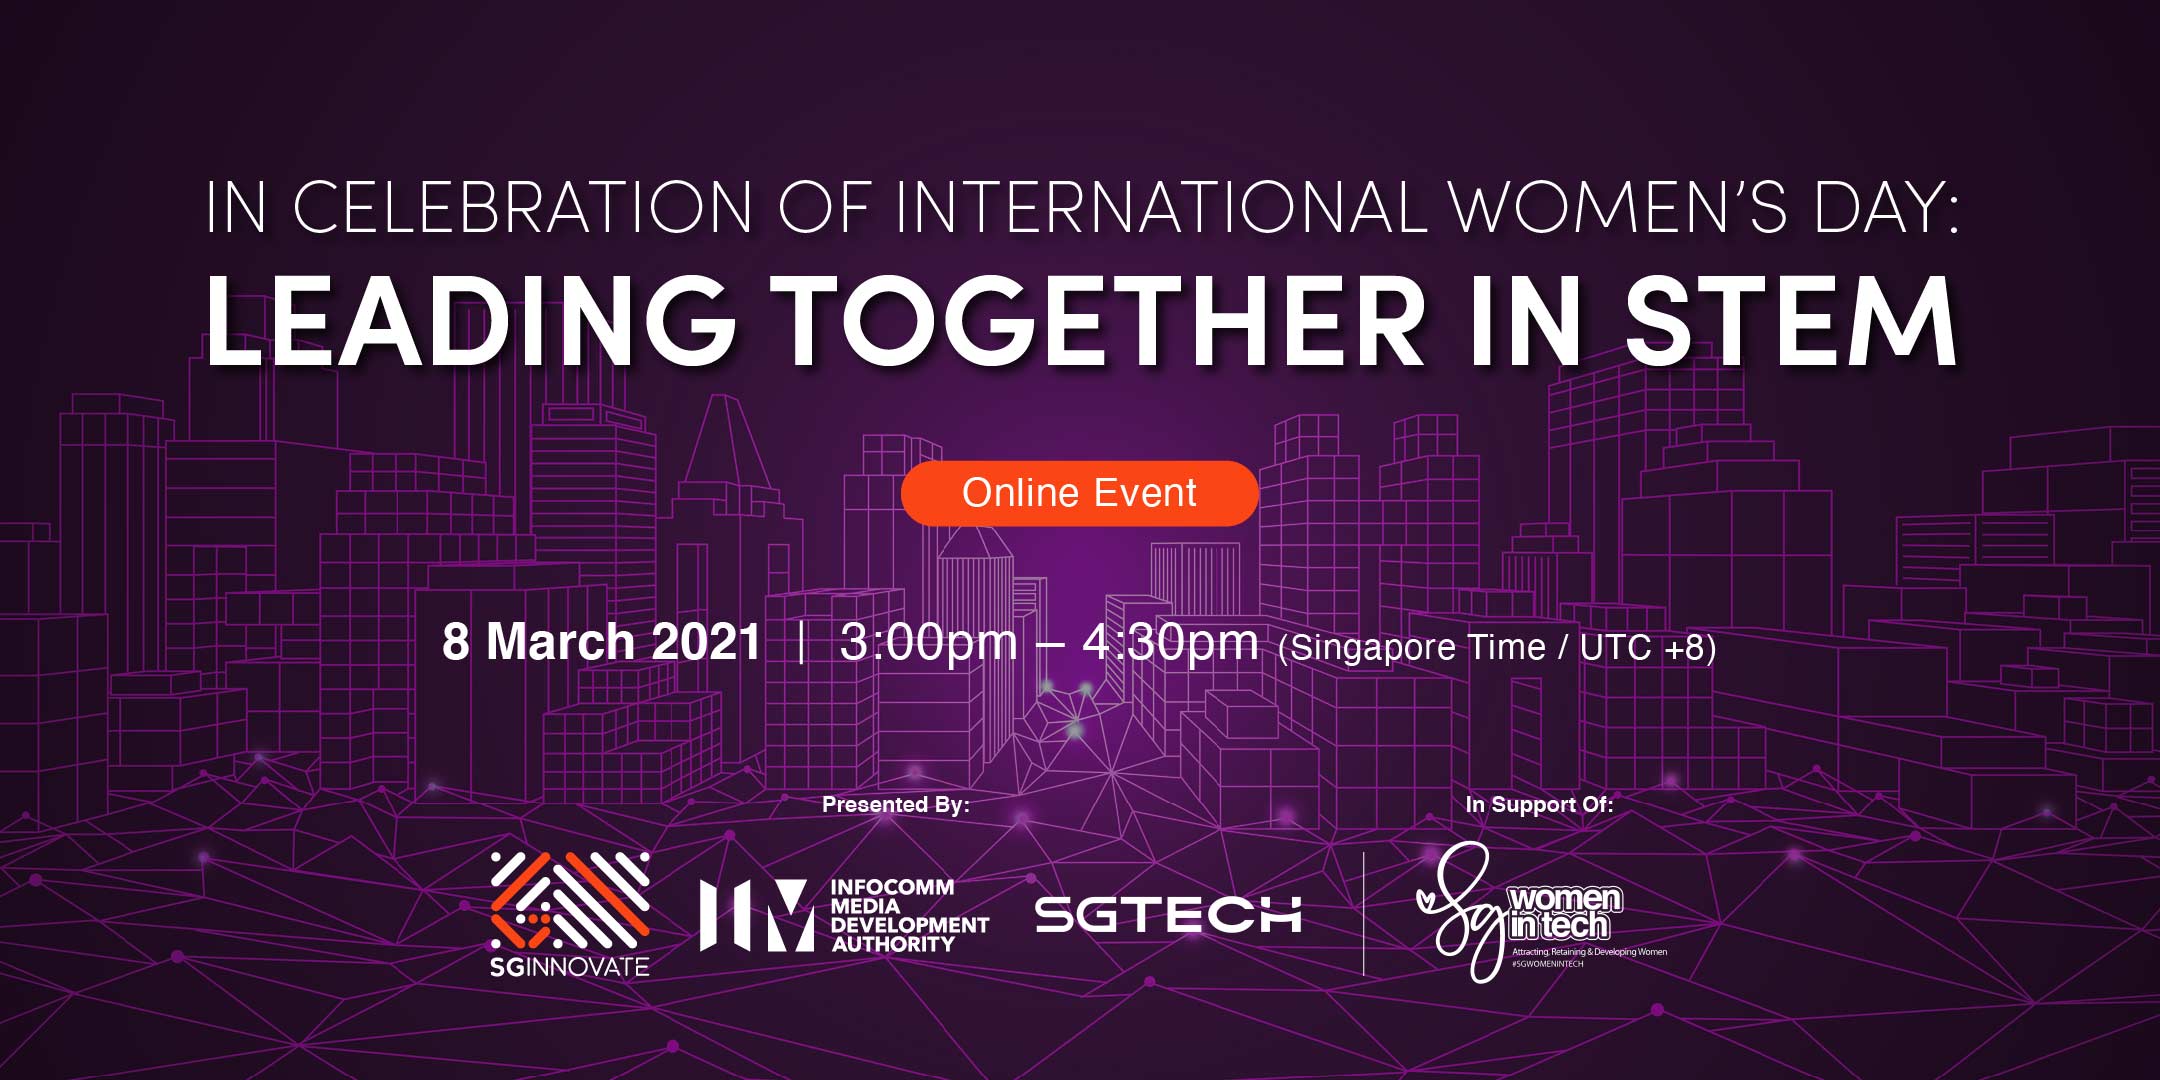 IN CELEBRATION OF INTERNATIONAL WOMEN'S DAY:
LEADING TOGETHER IN STEM
Online Event
8 March 2021 | 3:00pm – 4:30pm (Singapore Time / UTC +8)
Presented By:
In Support Of:
SGINNOVATE
INFOCOMM
MEDIA
DEVELOPMENT
AUTHORITY
SGTECH
Sg women
in tech
Attracting, Retaining & Developing Women
#SGWOMENINTECH